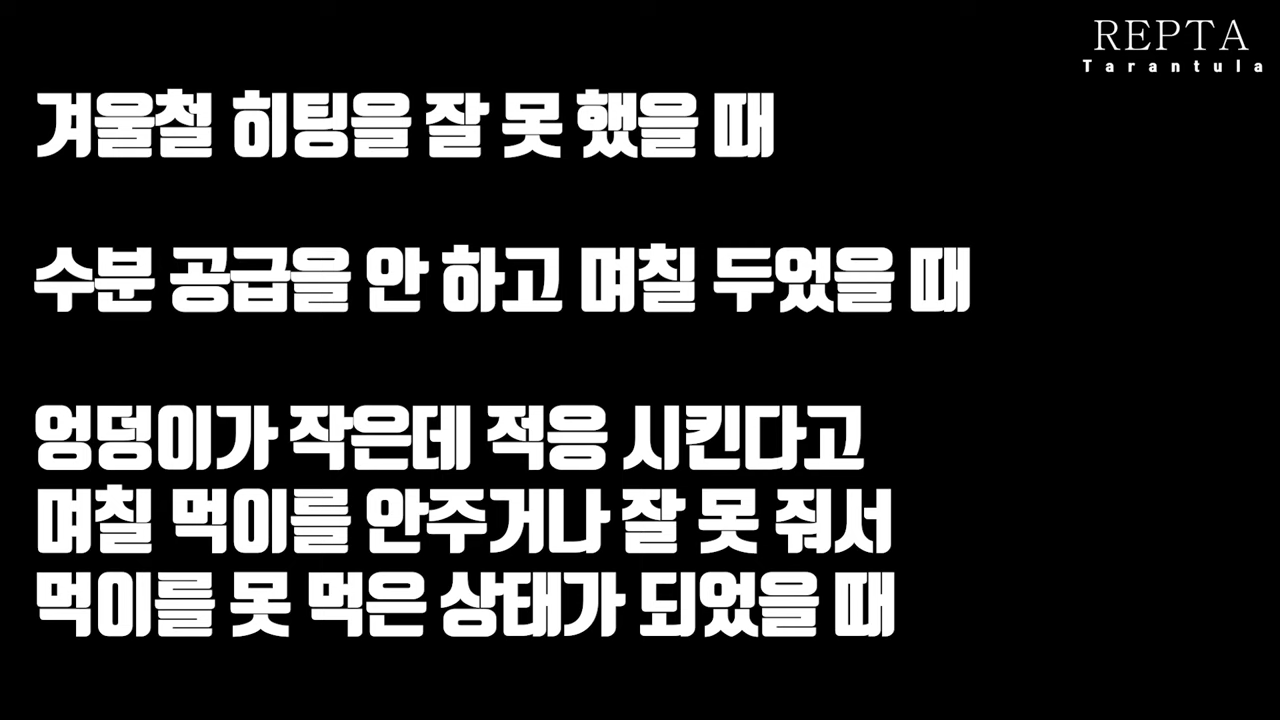 REPTA
Tarantula
겨울철 히팅을 잘 못 했을 때
수분 공급을 안 하고 며칠 두었을 때
엉덩이가 작은데 적응 시킨다고
며칠 먹이를 안주거나 잘 못 줘서
먹이를 못 먹은 상태가 되었을 때